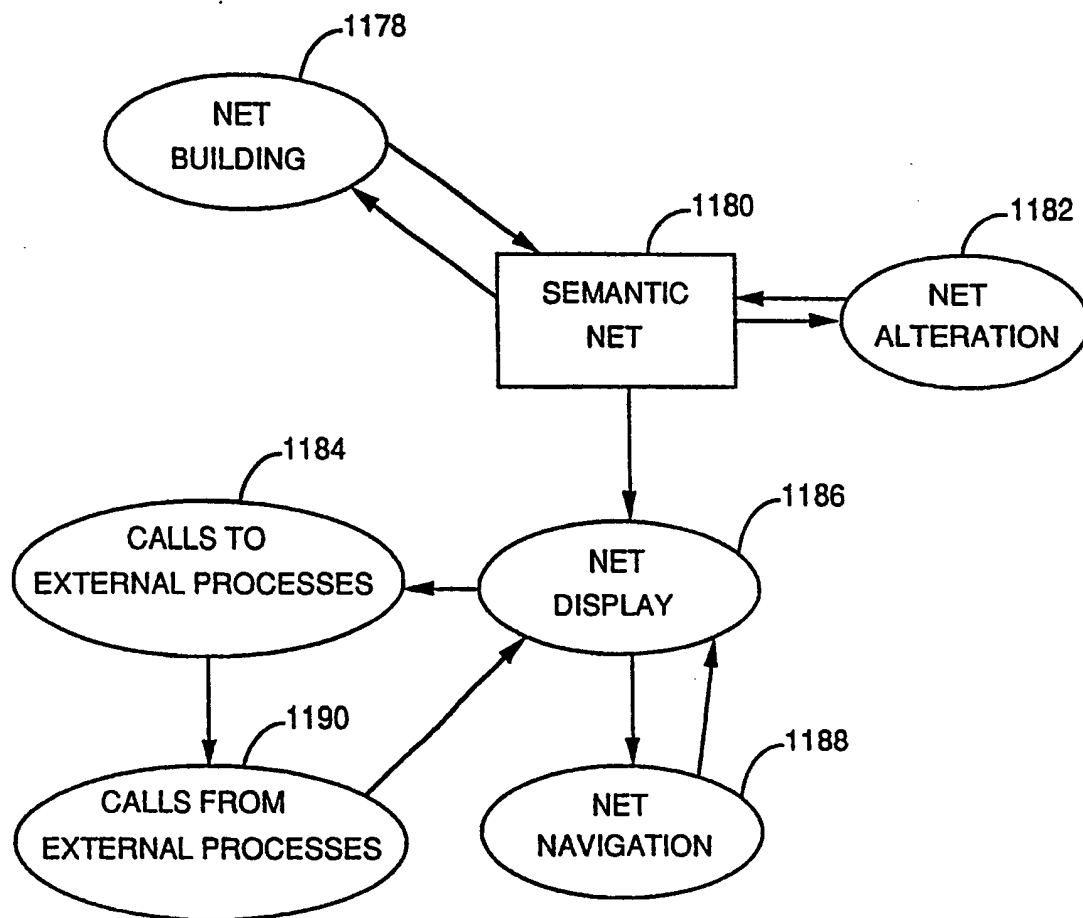 1178
NET
BUILDING
1180
SEMANTIC
NET
1182
NET
ALTERATION
1184
CALLS TO
EXTERNAL PROCESSES
1186
NET
DISPLAY
1190
CALLS FROM
EXTERNAL PROCESSES
1188
NET
NAVIGATION